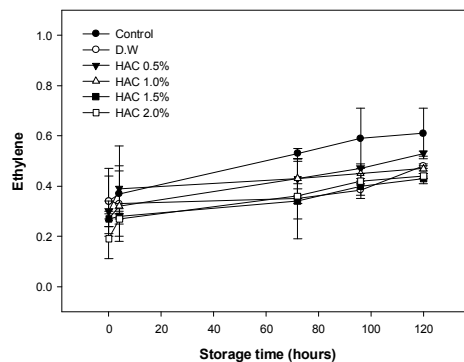 1.0
0.8
0.6
0.4
0.2
0.0
Ethylene
Control
D.W
HAC 0.5%
HAC 1.0%
HAC 1.5%
HAC 2.0%
0 20 40 60 80 100 120
Storage time (hours)